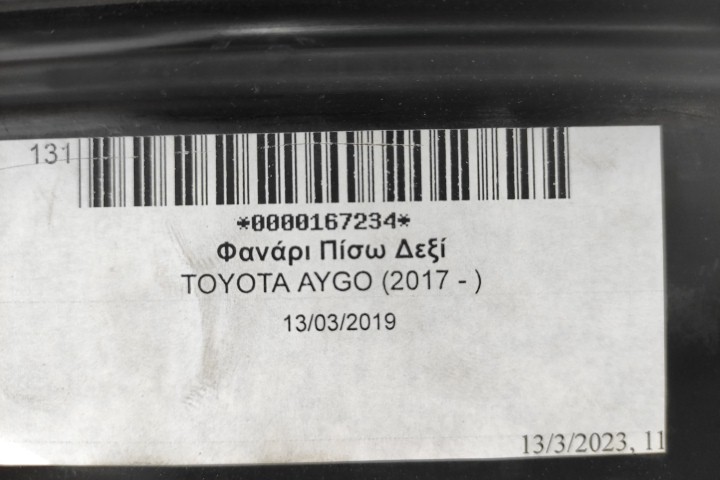 131
*0000167234*
Φανάρι Πίσω Δεξί
TOYOTA AYGO (2017 - )
13/03/2019
13/3/2023, 11